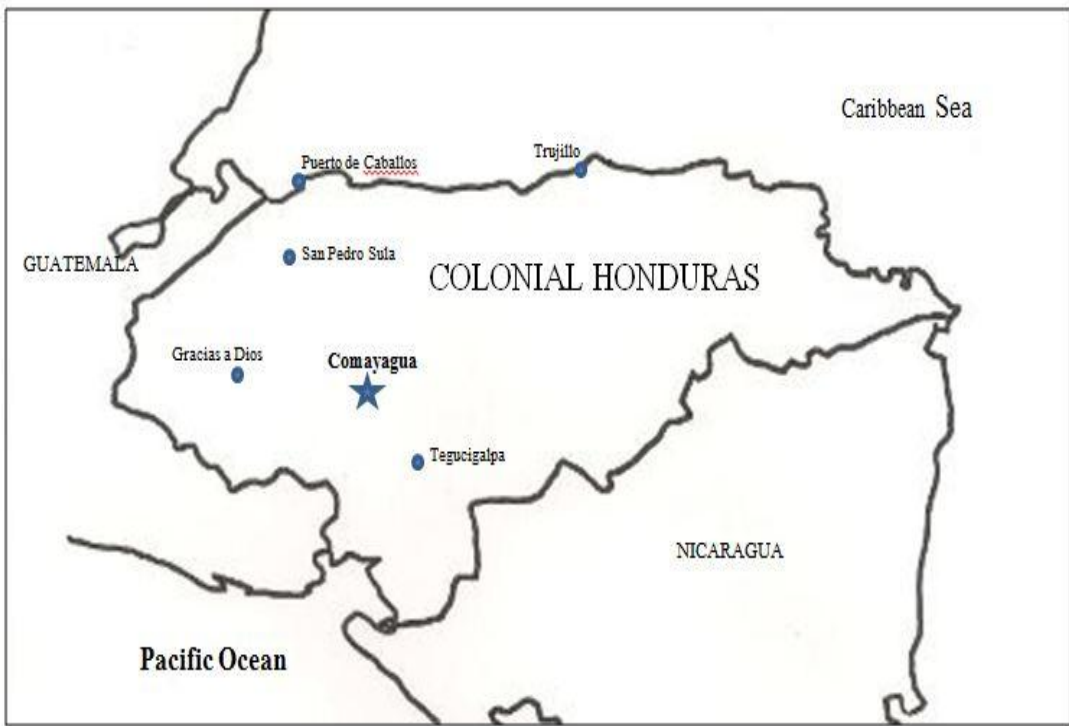 Caribbean Sea
Trujillo
Puerto de Caballos
San Pedro Sula
GUATEMALA
COLONIAL HONDURAS
Gracias a Dios
Comayagua
Tegucigalpa
NICARAGUA
Pacific Ocean